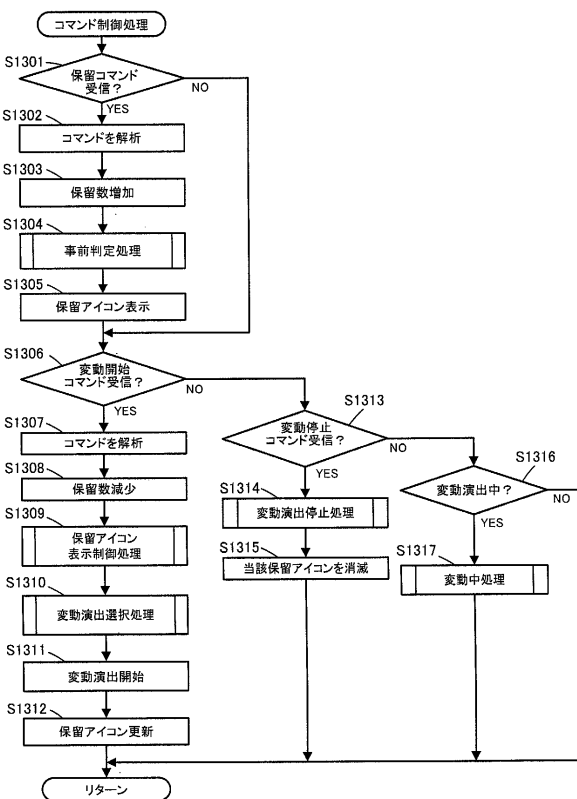 コマンド制御処理
S1301
保留コマンド
受信？
NO
YES
S1302
コマンドを解析
S1303
保留数増加
S1304
事前判定処理
S1305
保留アイコン表示
S1306
変動開始
コマンド受信？
NO
YES
S1307
コマンドを解析
S1308
保留数減少
S1309
保留アイコン
表示制御処理
S1310
変動演出選択処理
S1311
変動演出開始
S1312
保留アイコン更新
リターン
S1313
変動停止
コマンド受信？
NO
YES
S1314
変動演出停止処理
S1315
当該保留アイコンを消滅
S1316
変動演出中？
NO
YES
S1317
変動中処理